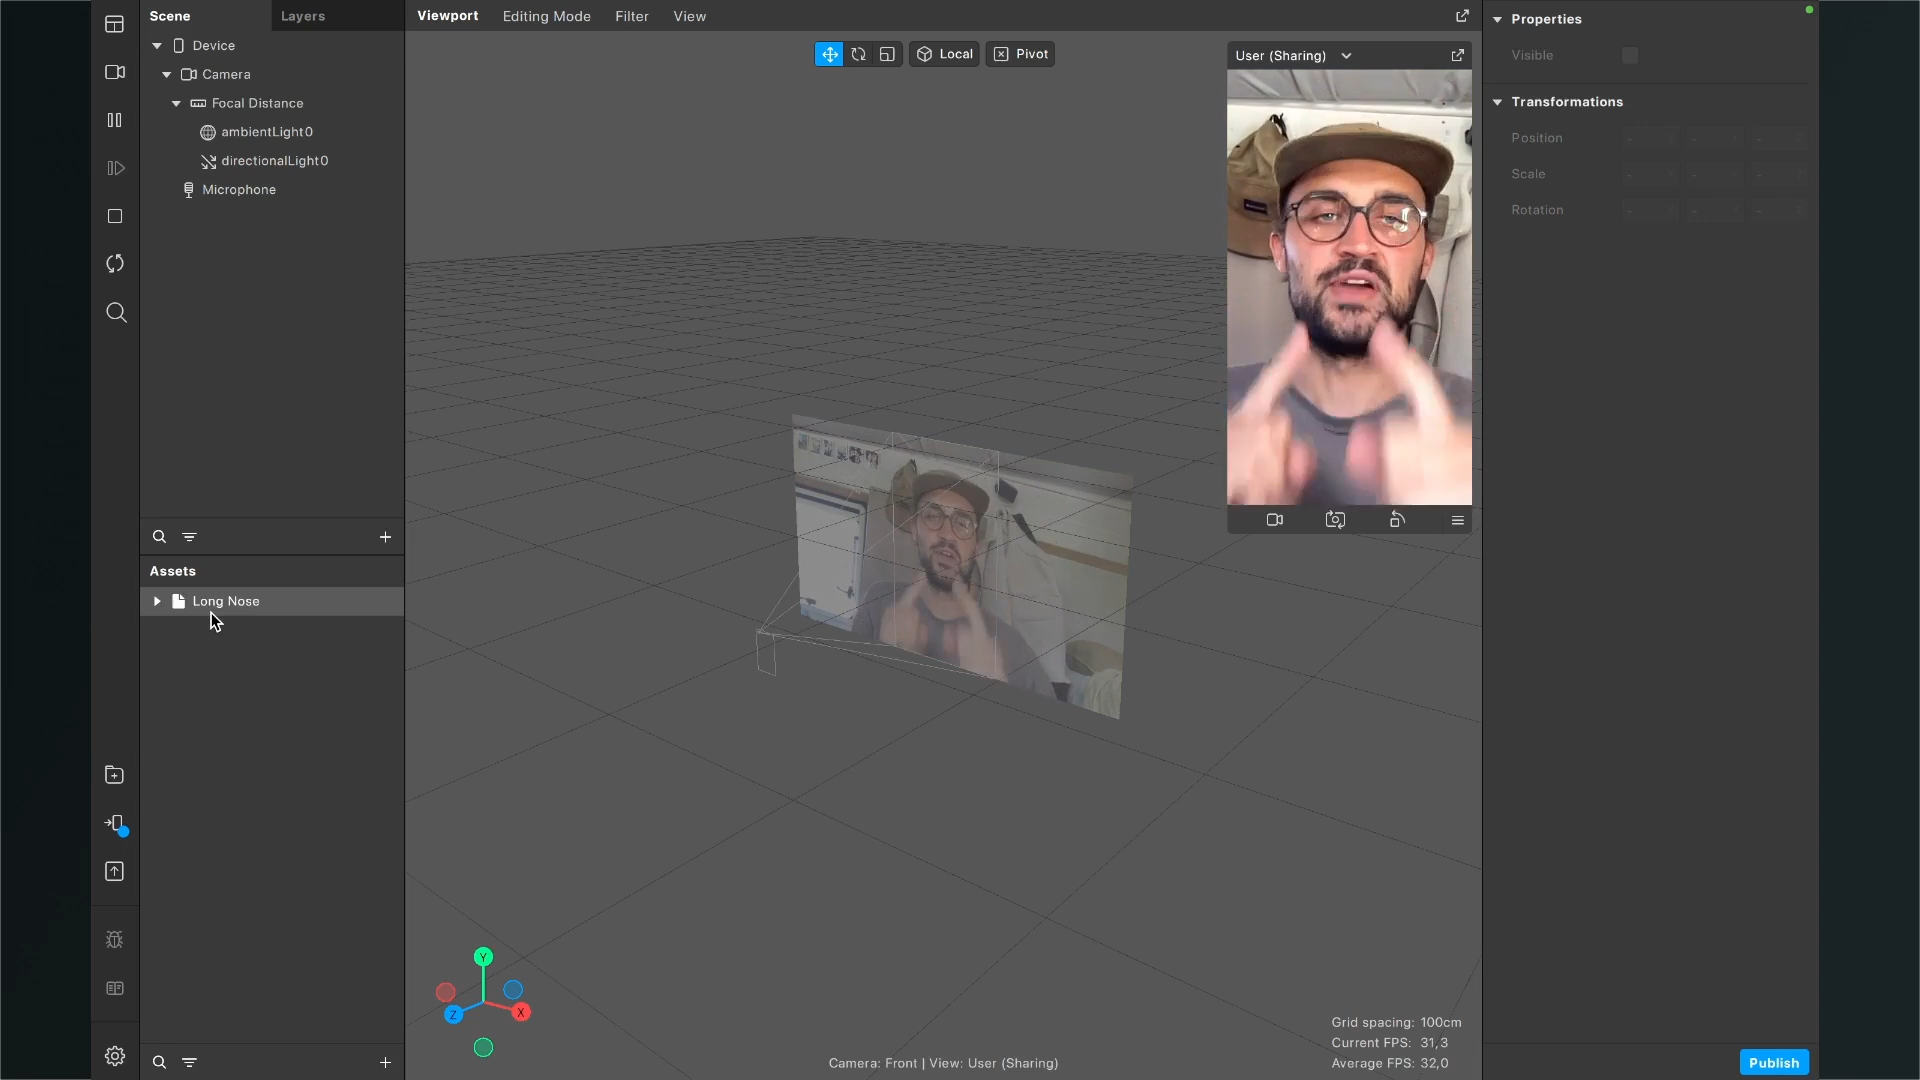 Scene
Layers
Device
Camera
Focal Distance
ambientLight0
directionalLight0
Microphone
Assets
Long Nose
Viewport
Editing Mode
Filter
View
Local
Pivot
User (Sharing)
Y
Z
X
Camera: Front | View: User (Sharing)
Grid spacing: 100cm
Current FPS: 31,3
Average FPS: 32,0
Properties
Visible
Transformations
Position
- - -
Scale
- - -
Rotation
- - -
Publish